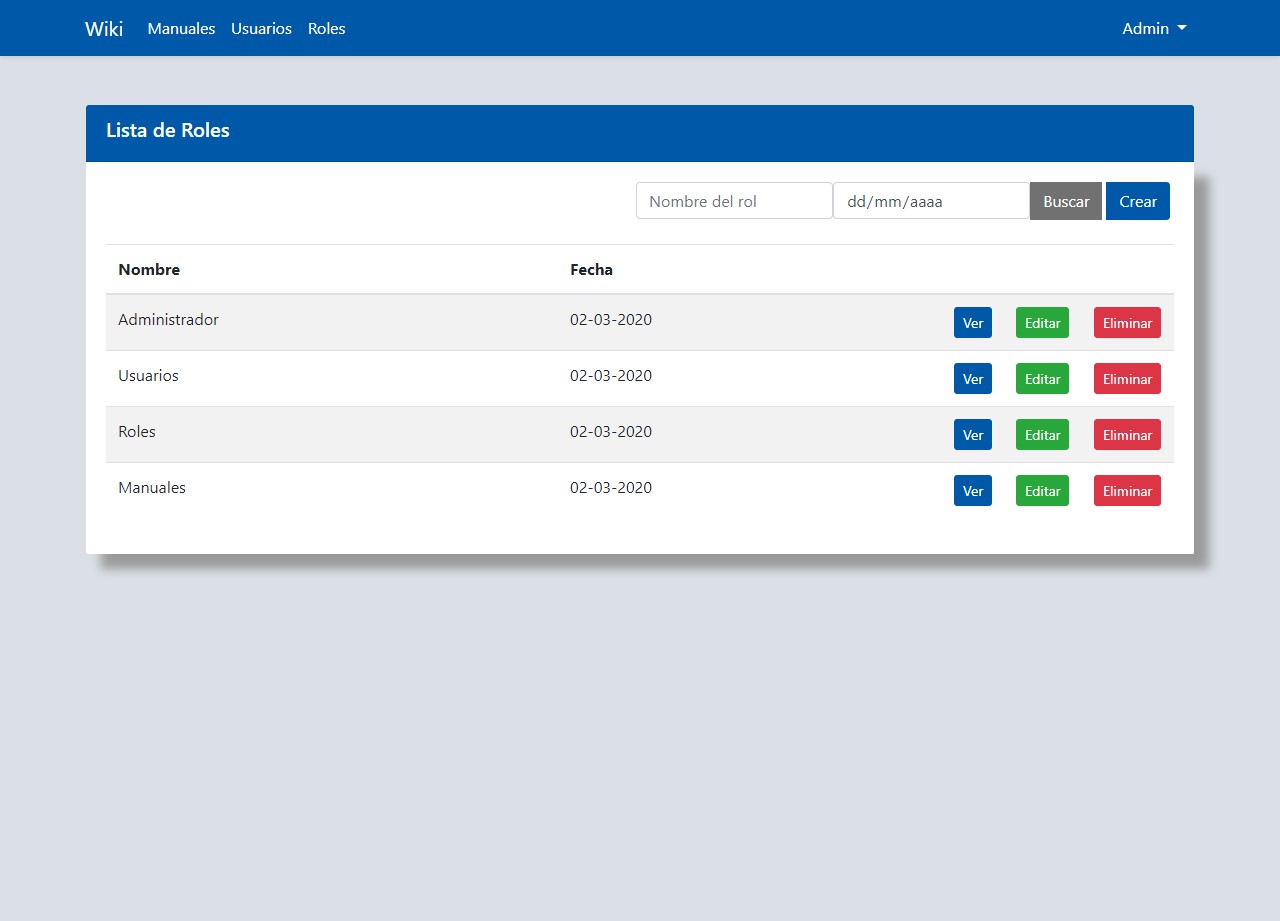 Wiki Manuales Usuarios Roles Admin
Lista de Roles
Nombre del rol dd/mm/aaaa Buscar Crear
Nombre Fecha
Administrador 02-03-2020 Ver Editar Eliminar
Usuarios 02-03-2020 Ver Editar Eliminar
Roles 02-03-2020 Ver Editar Eliminar
Manuales 02-03-2020 Ver Editar Eliminar